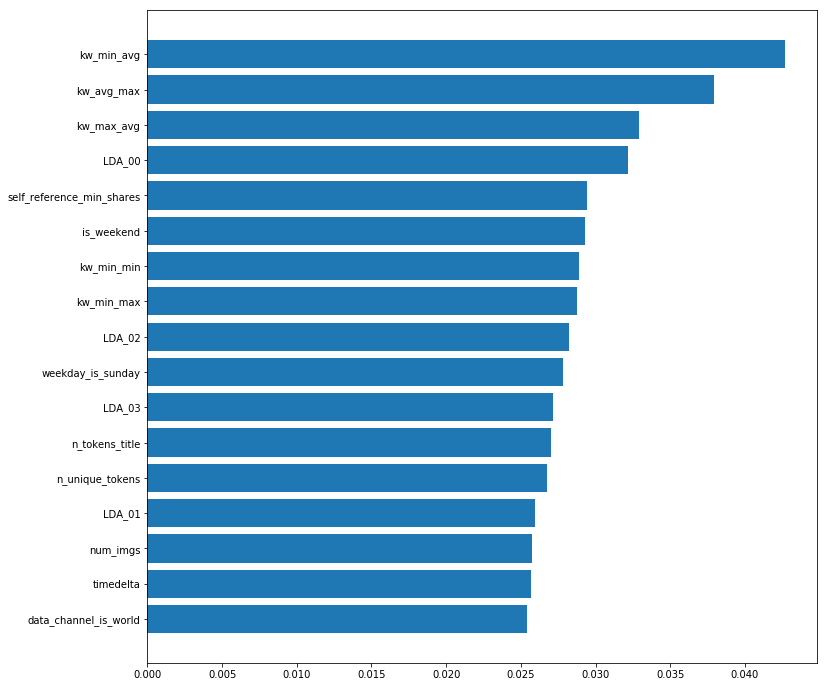 kw_min_avg
kw_avg_max
kw_max_avg
LDA_00
self_reference_min_shares
is_weekend
kw_min_min
kw_min_max
LDA_02
weekday_is_sunday
LDA_03
n_tokens_title
n_unique_tokens
LDA_01
num_imgs
timedelta
data_channel_is_world
0.000 0.005 0.010 0.015 0.020 0.025 0.030 0.035 0.040